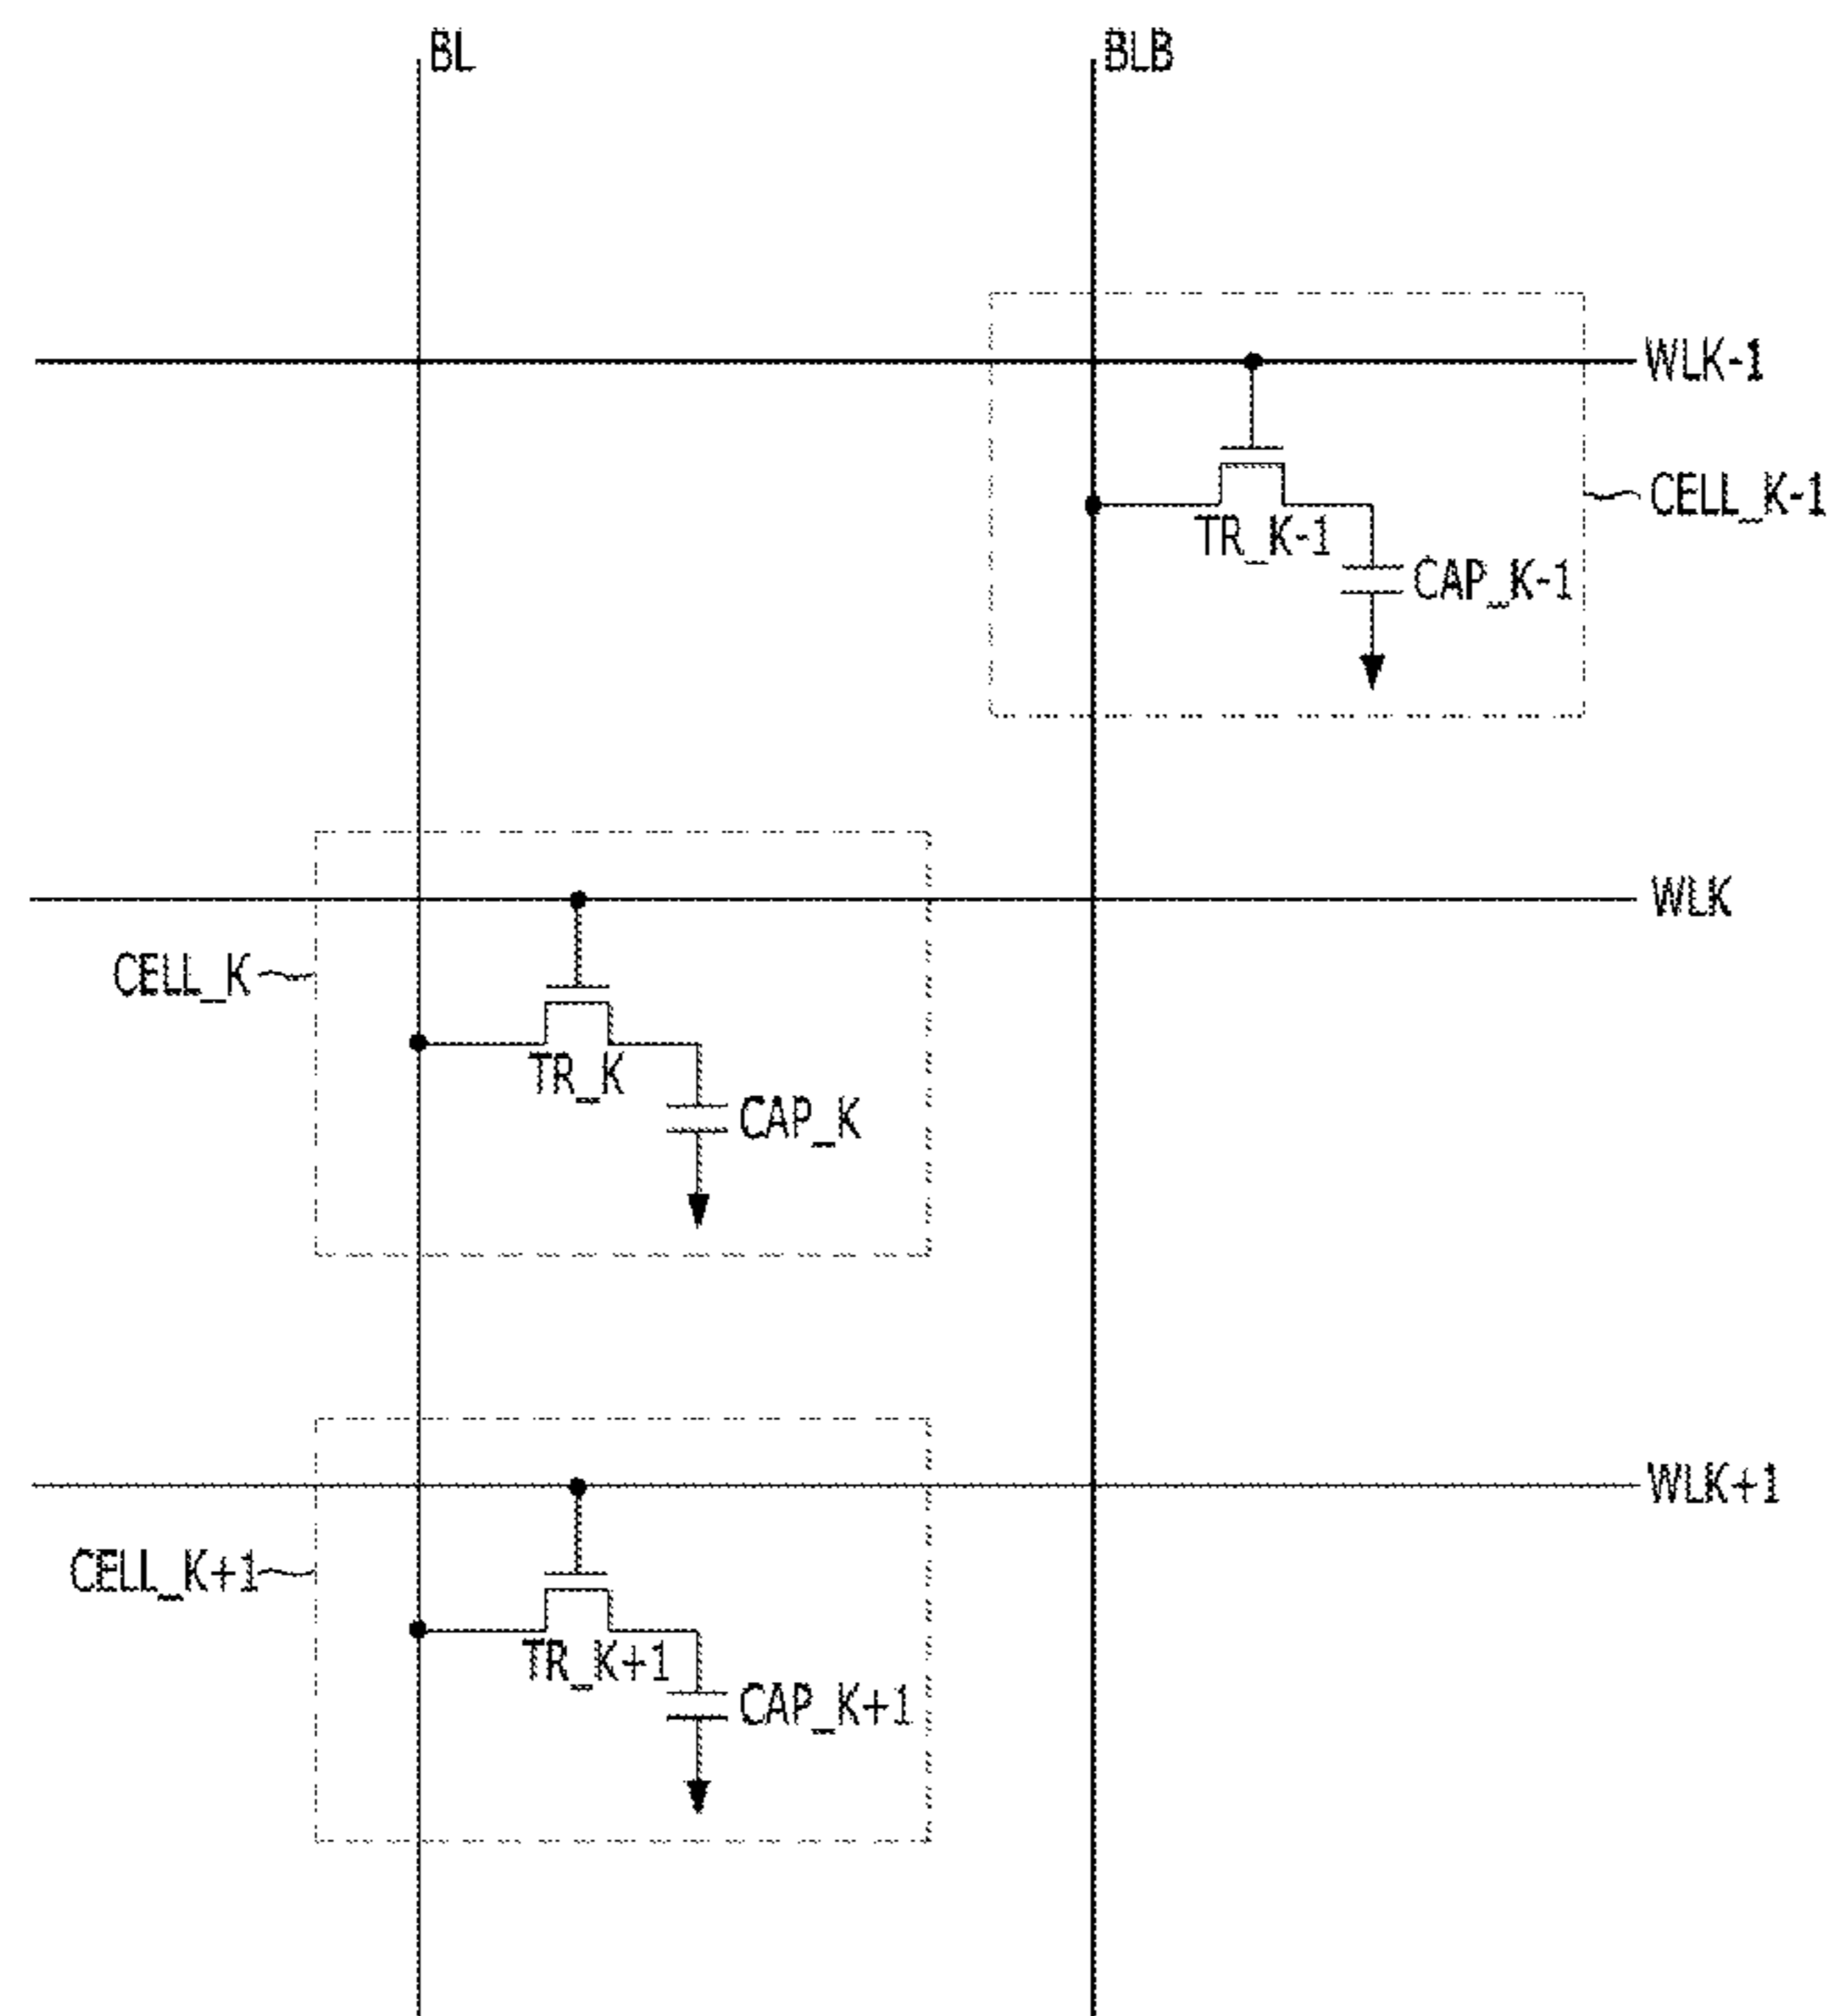 BL
BLB
WLK-1
CELL_K-1
TR_K-1
CAP_K-1
WLK
CELL_K
TR_K
CAP_K
WLK+1
CELL_K+1
TR_K+1
CAP_K+1